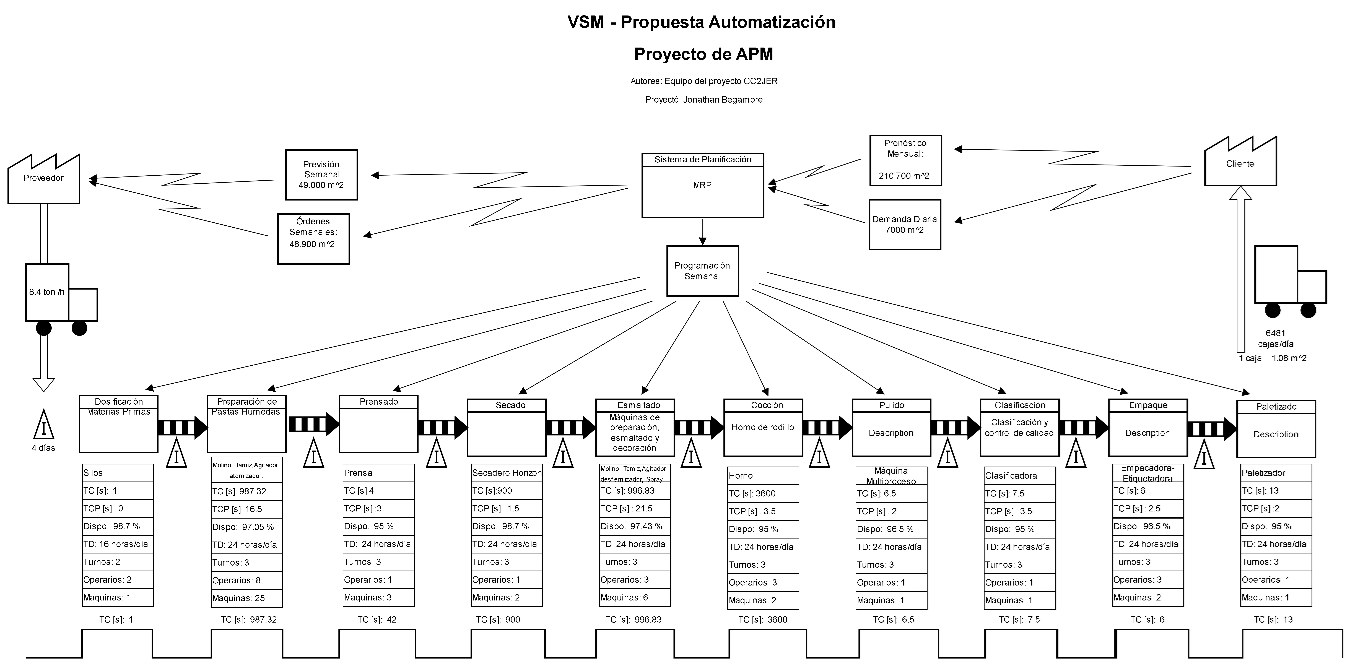 VSM - Propuesta Automatización
Proyecto de APM
Autores: Equipo del proyecto
Proyectó: Jonathan Begambre
Proveedor
Previsión
Semanal
49.000 m^2
Órdenes
Semanales:
48.900 m^2
Sistema de Planificación
MRP
Pronóstico
Mensual:
210.700 m^2
Demanda Diaria
7000 m^2
Cliente
Programación
Semanal
8.4 ton/h
6481
cajas/día
1 caja 1.08 m^2
4 días
I
I
I
I
I
I
I
I
I
I
Dosificación
Materias Primas
Preparación de
Pastas Húmedas
Prensado
Secado
Esmaltado
Máquinas de
preparación,
esmaltado y
decoración
Cocción
Horno de rodillo
Pulido
Description
Clasificación
Clasificación y
control de calidad
Empaque
Description
Paletizado
Description
Silos
TC [s]: 1
TCP [s]: 0
Dispo: 98.7 %
TD: 16 horas/día
Turnos: 2
Operarios: 2
Maquinas: 1
Molino, Tamiz, Agitador
TC [s]: 987.32
TCP [s]: 16.5
Dispo: 97.05 %
TD: 24 horas/día
Turnos: 3
Operarios: 8
Maquinas: 25
Prensa
TC [s]:4
TCP [s]: 3
Dispo: 95 %
TD: 24 horas/día
Turnos: 3
Operarios: 1
Maquinas: 3
Secadero Horizon
TC [s]:900
TCP [s]: 1.5
Dispo: 98.7 %
TD: 24 horas/día
Turnos: 3
Operarios: 1
Maquinas: 2
Molino, Tamiz, Agitador
desferrizador, Spray
TC [s]: 996.83
TCP [s]: 21.5
Dispo: 97.43 %
TD: 24 horas/día
Turnos: 3
Operarios: 3
Maquinas: 6
Horno
TC [s]: 3600
TCP [s]: 3.5
Dispo: 95 %
TD: 24 horas/día
Turnos: 3
Operarios: 3
Maquinas: 2
Máquina
Multiproceso
TC [s]: 6.5
TCP [s]: 2
Dispo: 96.5 %
TD: 24 horas/día
Turnos: 3
Operarios: 1
Maquinas: 1
Clasificadora
TC [s]: 7.5
TCP [s]: 3.5
Dispo: 95 %
TD: 24 horas/día
Turnos: 3
Operarios: 3
Maquinas: 1
Empacadora-
Etiquetadora
TC [s]: 6
TCP [s]: 2.5
Dispo: 96.5 %
TD: 24 horas/día
Turnos: 3
Operarios: 3
Maquinas: 2
Paletizador
TC [s]: 13
TCP [s]: 2
Dispo: 95 %
TD: 24 horas/día
Turnos: 3
Operarios: 1
Maquinas: 1
TC [s]: 1
TC [s]: 987.32
TC [s]: 42
TC [s]: 900
TC [s]: 996.83
TC [s]: 3600
TC [s]: 6.5
TC [s]: 7.5
TC [s]: 6
TC [s]: 13